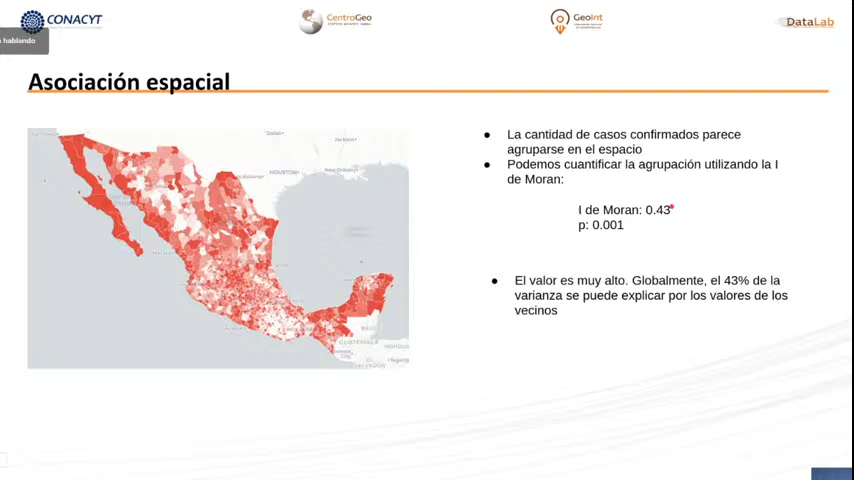 CONACYT
CentroGeo
GeoInt
DataLab
hablando
Asociación espacial
La cantidad de casos confirmados parece
agruparse en el espacio
Podemos cuantificar la agrupación utilizando la I
de Moran:
I de Moran: 0.43
p: 0.001
El valor es muy alto. Globalmente, el 43% de la
varianza se puede explicar por los valores de los
vecinos
Dallas
HOUSTON
GUATEMALA